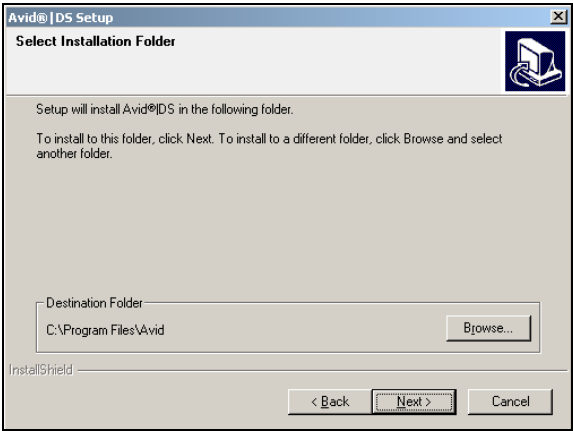 Avid®|DS Setup
Select Installation Folder
Setup will install Avid®|DS in the following folder.
To install to this folder, click Next. To install to a different folder, click Browse and select
another folder.
Destination Folder
C:\Program Files\Avid
Browse...
InstallShield
< Back
Next >
Cancel